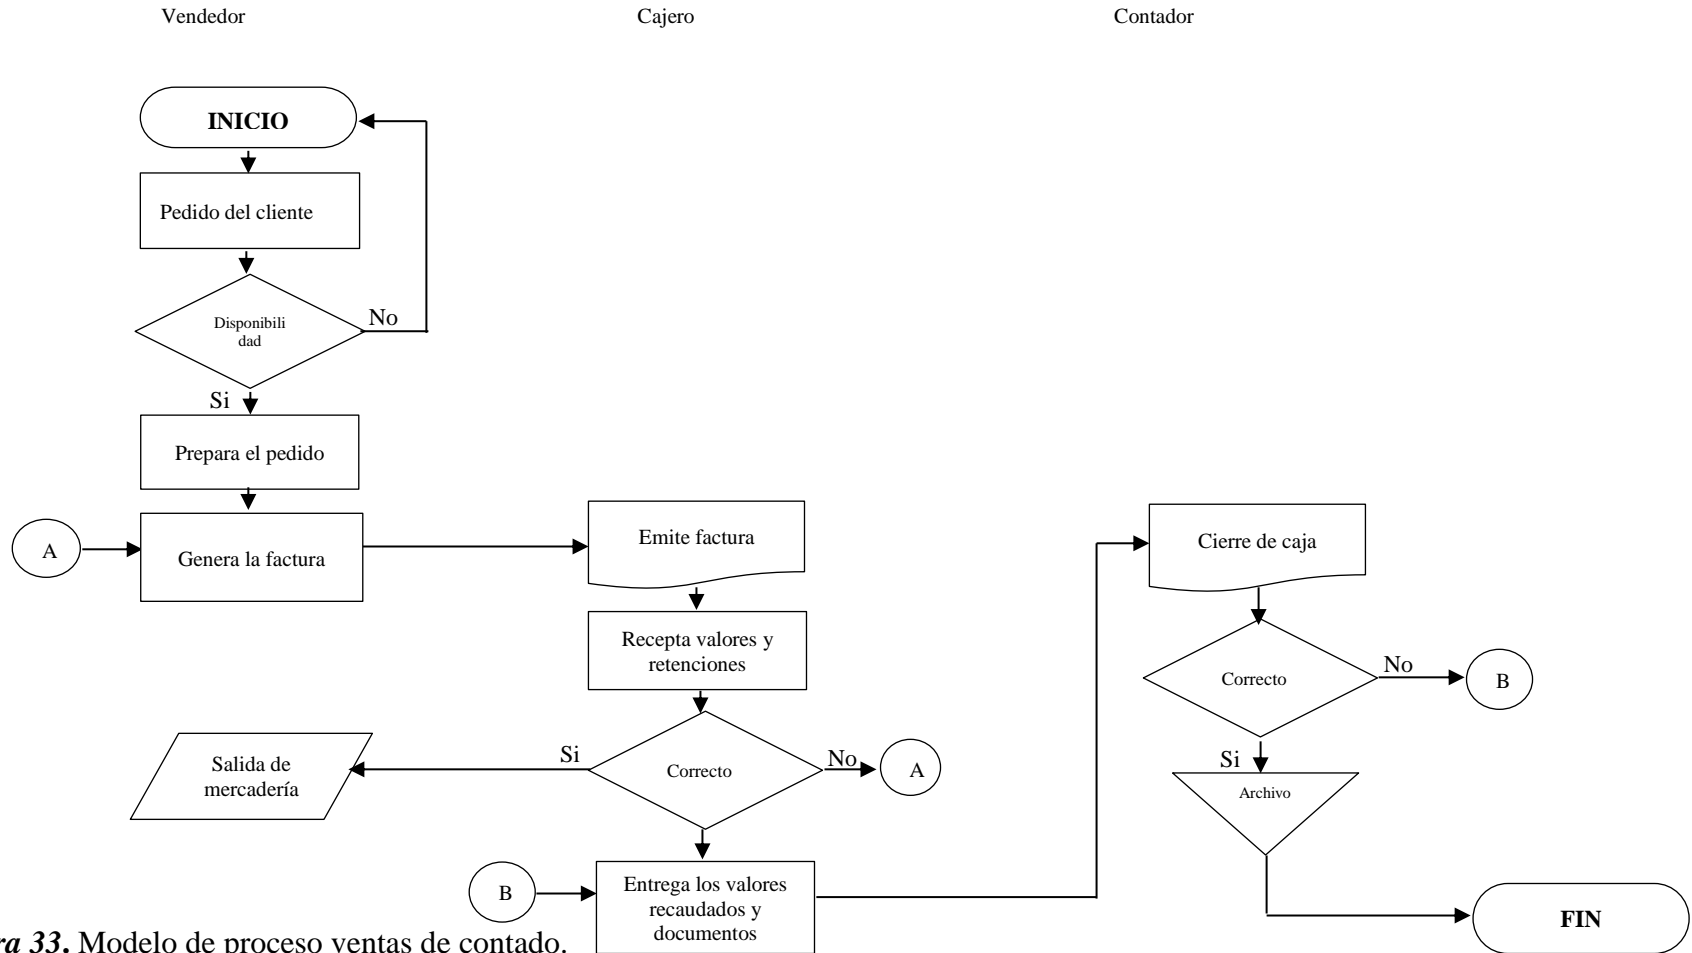 Vendedor
Cajero
Contador
INICIO
Pedido del cliente
Disponibili
dad
No
Si
Prepara el pedido
A
Genera la factura
Emite factura
Recepta valores y
retenciones
Correcto
Si
No
A
Salida de
mercadería
B
Entrega los valores
recaudados y
documentos
Cierre de caja
Correcto
No
B
Si
Archivo
FIN
ra 33. Modelo de proceso ventas de contado.